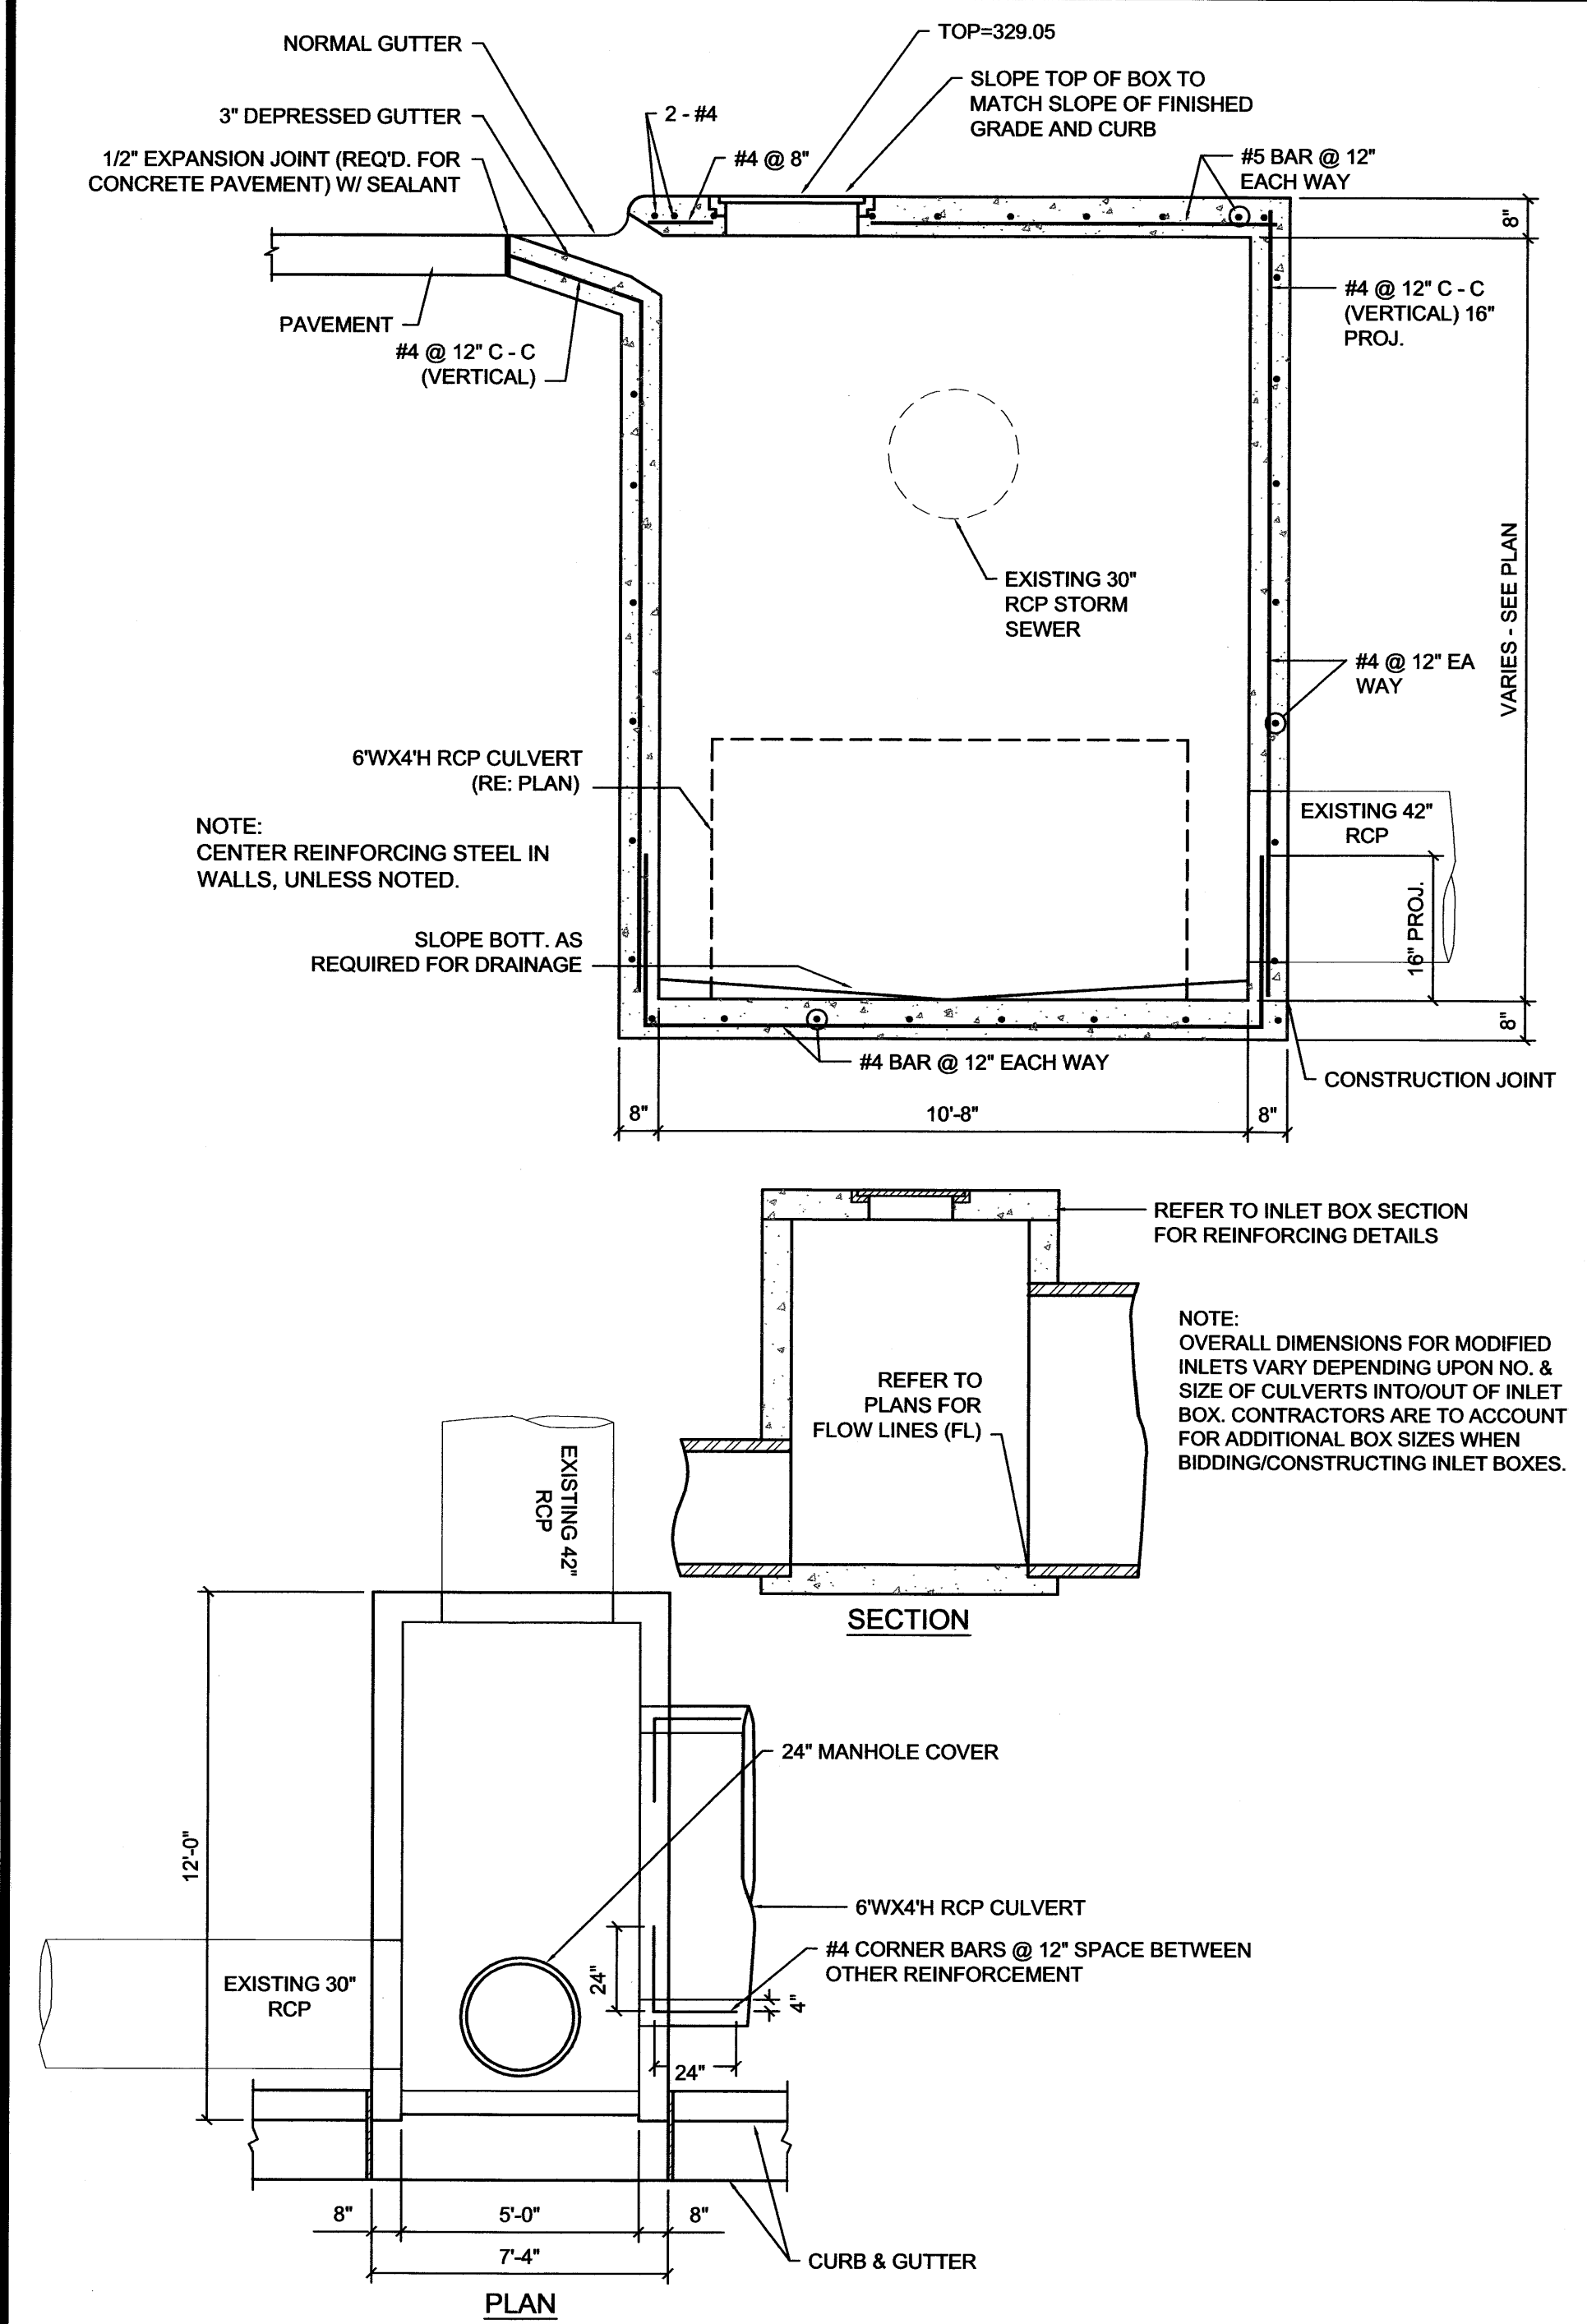 NORMAL GUTTER
TOP=329.05
SLOPE TOP OF BOX TO
MATCH SLOPE OF FINISHED
GRADE AND CURB
3" DEPRESSED GUTTER
2 - #4
1/2" EXPANSION JOINT (REQ'D. FOR
CONCRETE PAVEMENT) W/ SEALANT
#4 @ 8"
#5 BAR @ 12"
EACH WAY
8"
PAVEMENT
#4 @ 12" C - C
(VERTICAL)
#4 @ 12" C - C
(VERTICAL) 16"
PROJ.
EXISTING 30"
RCP STORM
SEWER
VARIES - SEE PLAN
#4 @ 12" EA
WAY
6'WX4'H RCP CULVERT
(RE: PLAN)
EXISTING 42"
RCP
NOTE:
CENTER REINFORCING STEEL IN
WALLS, UNLESS NOTED.
16" PROJ.
SLOPE BOTT. AS
REQUIRED FOR DRAINAGE
8"
#4 BAR @ 12" EACH WAY
CONSTRUCTION JOINT
8"
10'-8"
8"
REFER TO INLET BOX SECTION
FOR REINFORCING DETAILS
NOTE:
OVERALL DIMENSIONS FOR MODIFIED
INLETS VARY DEPENDING UPON NO. &
SIZE OF CULVERTS INTO/OUT OF INLET
BOX. CONTRACTORS ARE TO ACCOUNT
FOR ADDITIONAL BOX SIZES WHEN
BIDDING/CONSTRUCTING INLET BOXES.
REFER TO
PLANS FOR
FLOW LINES (FL)
SECTION
EXISTING 42"
RCP
24" MANHOLE COVER
12'-0"
6'WX4'H RCP CULVERT
#4 CORNER BARS @ 12" SPACE BETWEEN
OTHER REINFORCEMENT
EXISTING 30"
RCP
24"
4"
24"
8"
5'-0"
8"
7'-4"
CURB & GUTTER
PLAN